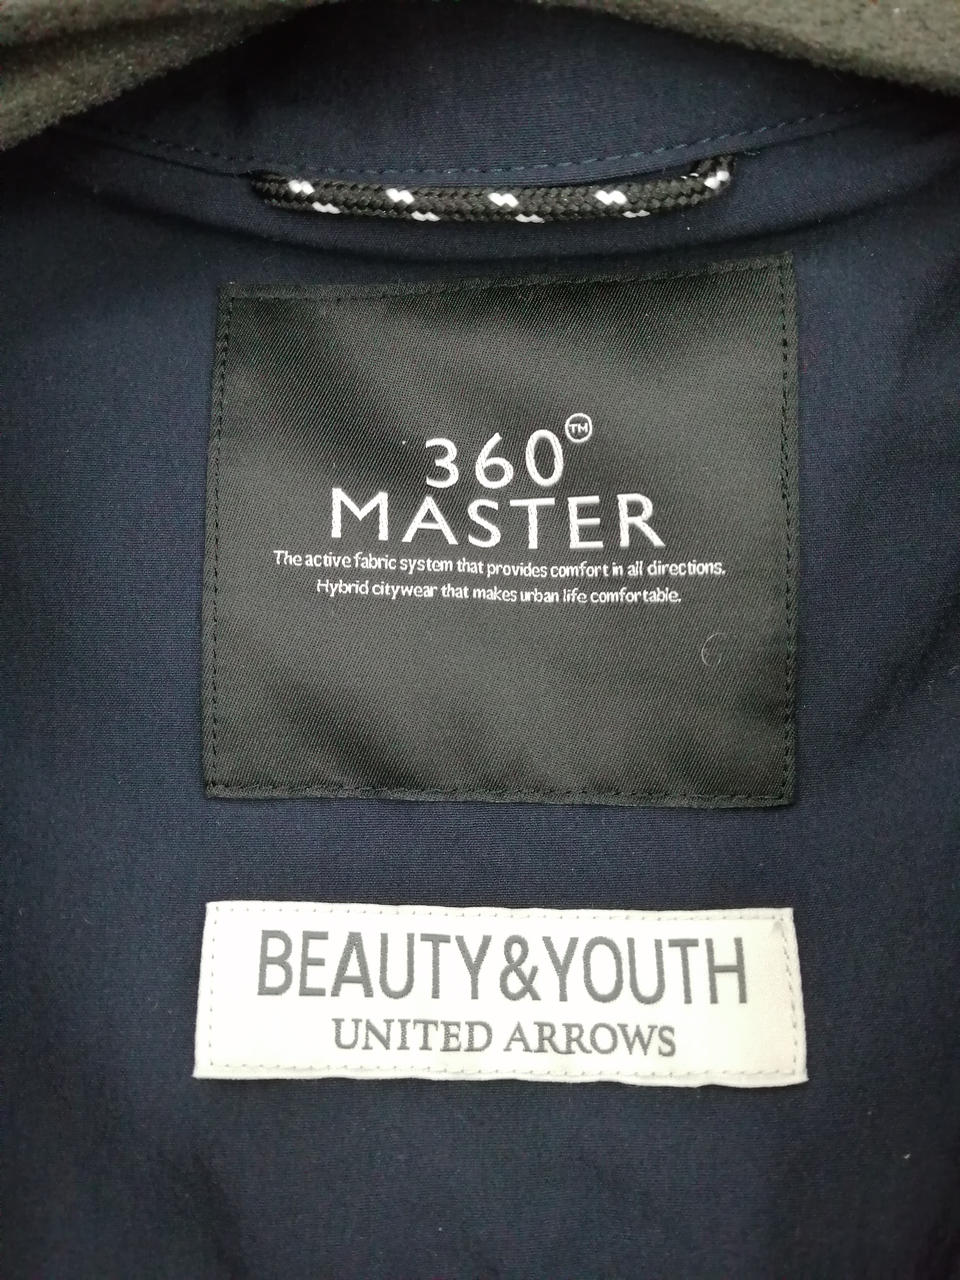 360™
MASTER
The active fabric system that provides comfort in all directions.
Hybrid citywear that makes urban life comfortable.
BEAUTY&YOUTH
UNITED ARROWS